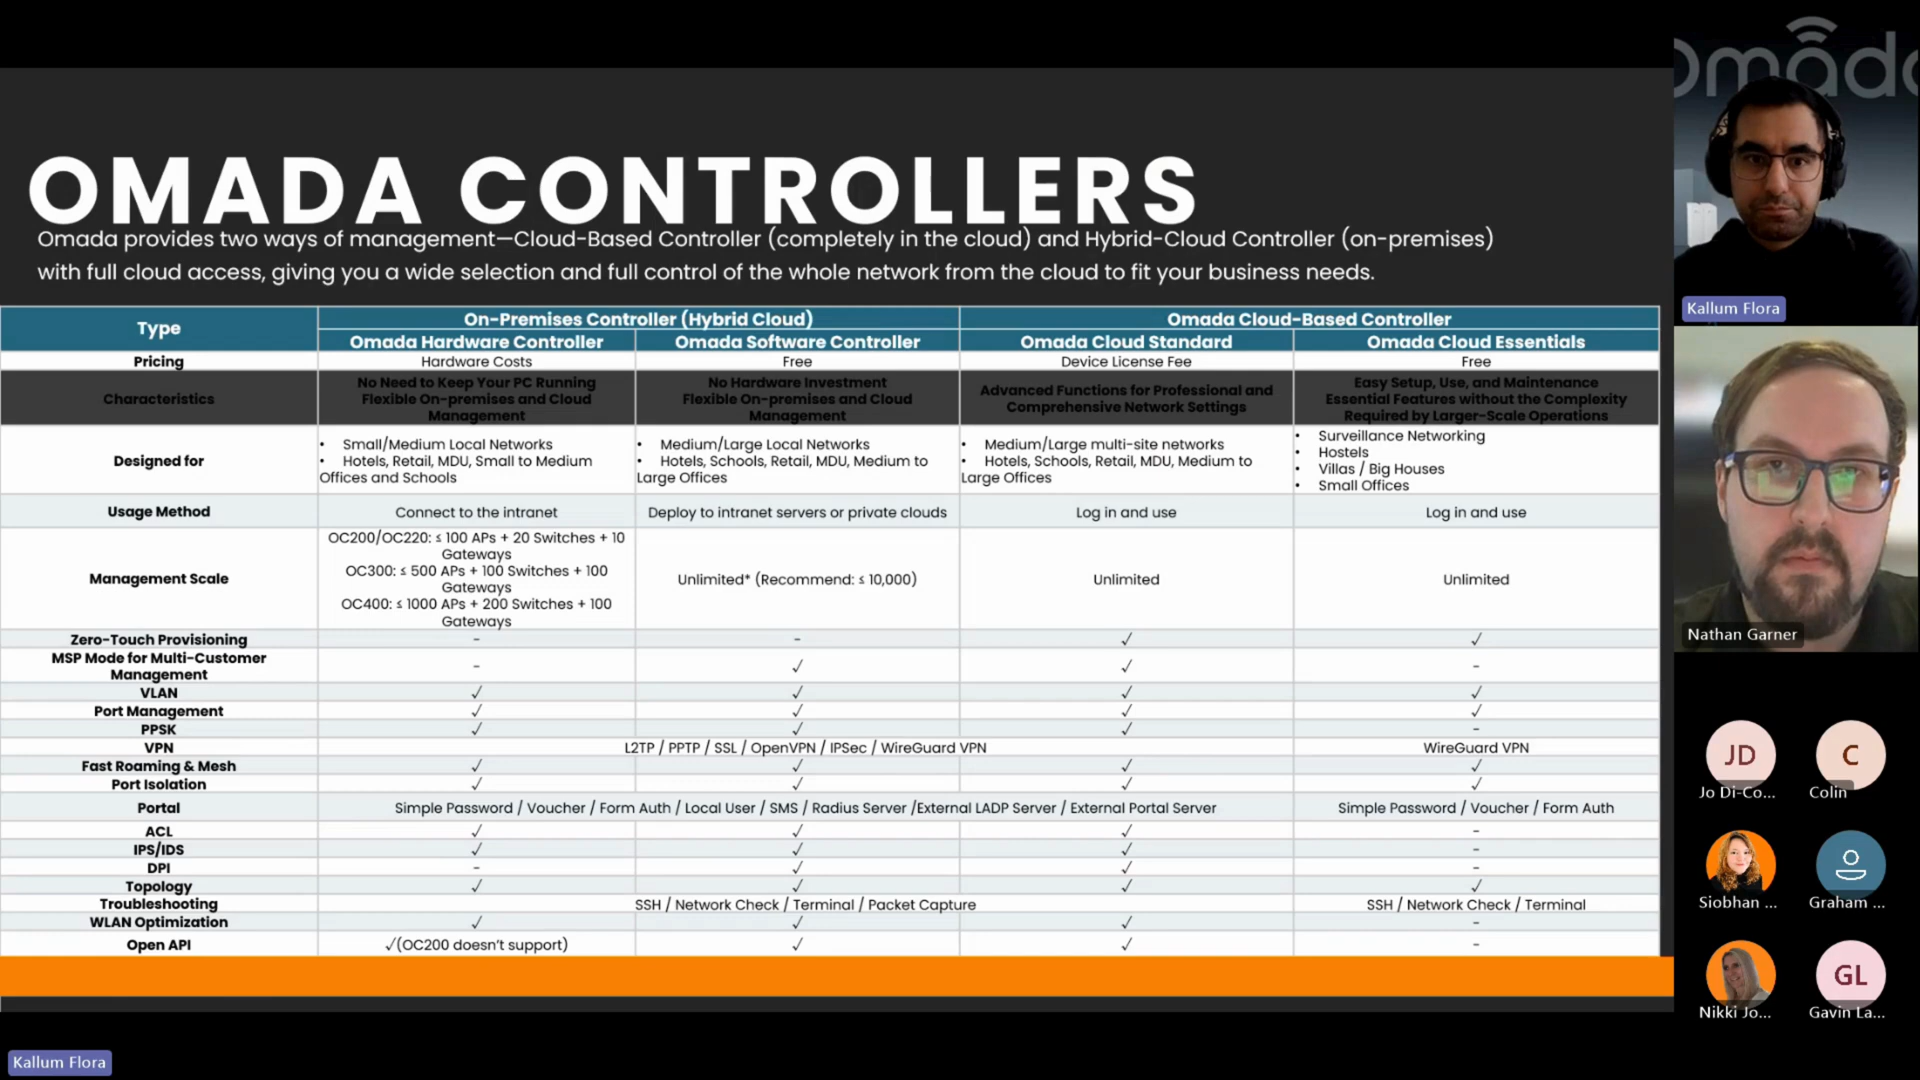 Omada
OMADA CONTROLLERS
Omada provides two ways of management—Cloud-Based Controller (completely in the cloud) and Hybrid-Cloud Controller (on-premises)
with full cloud access, giving you a wide selection and full control of the whole network from the cloud to fit your business needs.
Type
On-Premises Controller (Hybrid Cloud)
Omada Cloud-Based Controller
Omada Hardware Controller
Omada Software Controller
Omada Cloud Standard
Omada Cloud Essentials
Pricing
Hardware Costs
Free
Device License Fee
Free
Characteristics
No Need to Keep Your PC Running
Flexible On-premises and Cloud
Management
No Hardware Investment
Flexible On-premises and Cloud
Management
Advanced Functions for Professional and
Comprehensive Network Settings
Easy Setup, Use, and Maintenance
Essential Features without the Complexity
Required by Larger-Scale Operations
Designed for
• Small/Medium Local Networks
• Hotels, Retail, MDU, Small to Medium
Offices and Schools
• Medium/Large Local Networks
• Hotels, Schools, Retail, MDU, Medium to
Large Offices
• Medium/Large multi-site networks
• Hotels, Schools, Retail, MDU, Medium to
Large Offices
• Surveillance Networking
• Hostels
• Villas / Big Houses
• Small Offices
Usage Method
Connect to the intranet
Deploy to intranet servers or private clouds
Log in and use
Log in and use
Management Scale
OC200/OC220: ≤ 100 APs + 20 Switches + 10
Gateways
OC300: ≤ 500 APs + 100 Switches + 100
Gateways
OC400: ≤ 1000 APs + 200 Switches + 100
Gateways
Unlimited* (Recommend: ≤ 10,000)
Unlimited
Unlimited
Zero-Touch Provisioning
- - ✓ ✓
MSP Mode for Multi-Customer
Management
- ✓ ✓ -
VLAN
✓ ✓ ✓ ✓
Port Management
✓ ✓ ✓ ✓
PPSK
✓ ✓ ✓ -
VPN
L2TP / PPTP / SSL / OpenVPN / IPSec / WireGuard VPN
WireGuard VPN
Fast Roaming & Mesh
✓ ✓ ✓ ✓
Port Isolation
✓ ✓ ✓ ✓
Portal
Simple Password / Voucher / Form Auth / Local User / SMS / Radius Server /External LADP Server / External Portal Server
Simple Password / Voucher / Form Auth
ACL
✓ ✓ ✓ -
IPS/IDS
✓ ✓ ✓ -
DPI
- ✓ ✓ -
Topology
✓ ✓ ✓ ✓
Troubleshooting
SSH / Network Check / Terminal / Packet Capture
SSH / Network Check / Terminal
WLAN Optimization
✓ ✓ ✓ -
Open API
✓(OC200 doesn't support)
✓ ✓ -
Kallum Flora
Nathan Garner
JD
C
Jo Di-Co...
Colin
Siobhan ...
Graham ...
GL
Nikki Jo...
Gavin La...
Kallum Flora